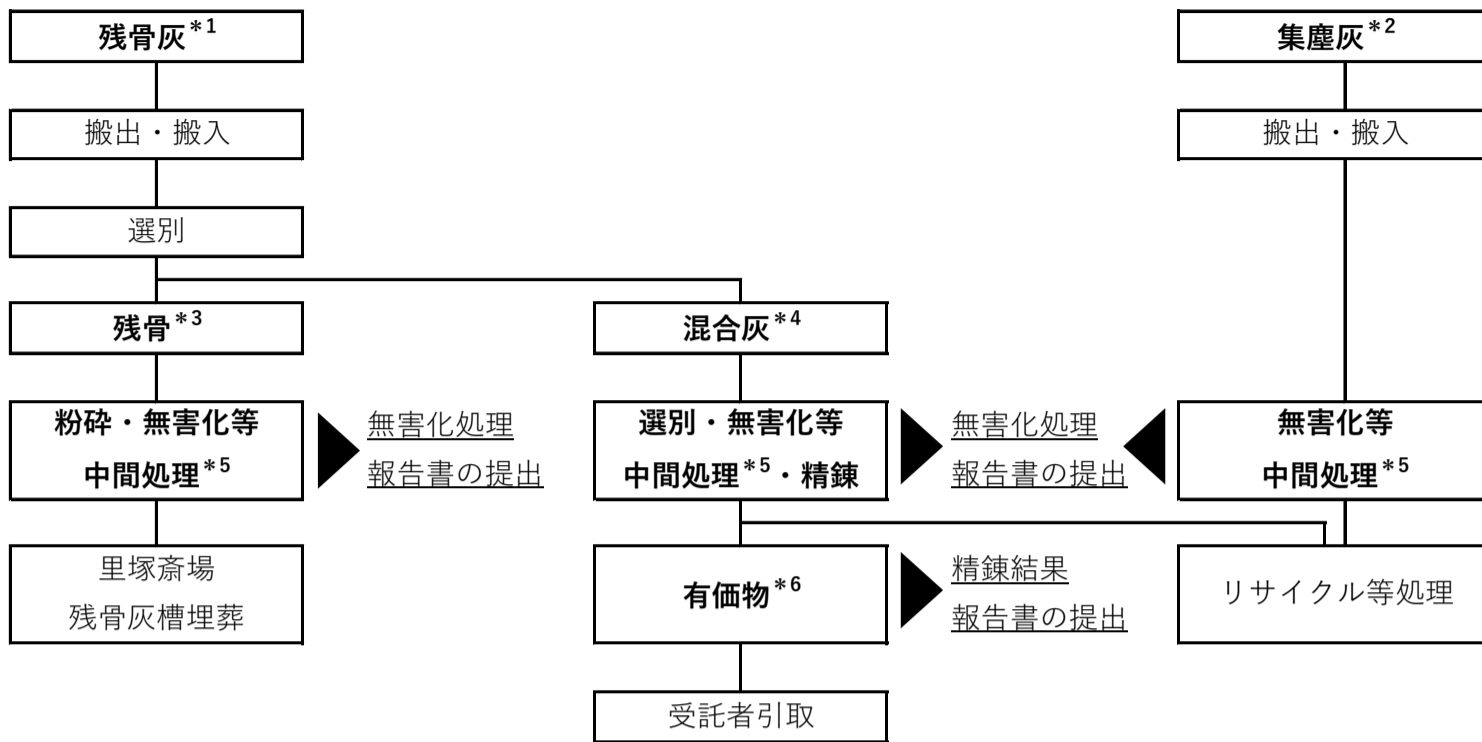 残骨灰*1
集塵灰*2
搬出・搬入
搬出・搬入
選別
残骨*3
混合灰*4
粉砕・無害化等
中間処理*5
無害化処理
報告書の提出
選別・無害化等
中間処理*5・精錬
無害化処理
報告書の提出
無害化等
中間処理*5
里塚斎場
残骨灰槽埋葬
有価物*6
精錬結果
報告書の提出
リサイクル等処理
受託者引取